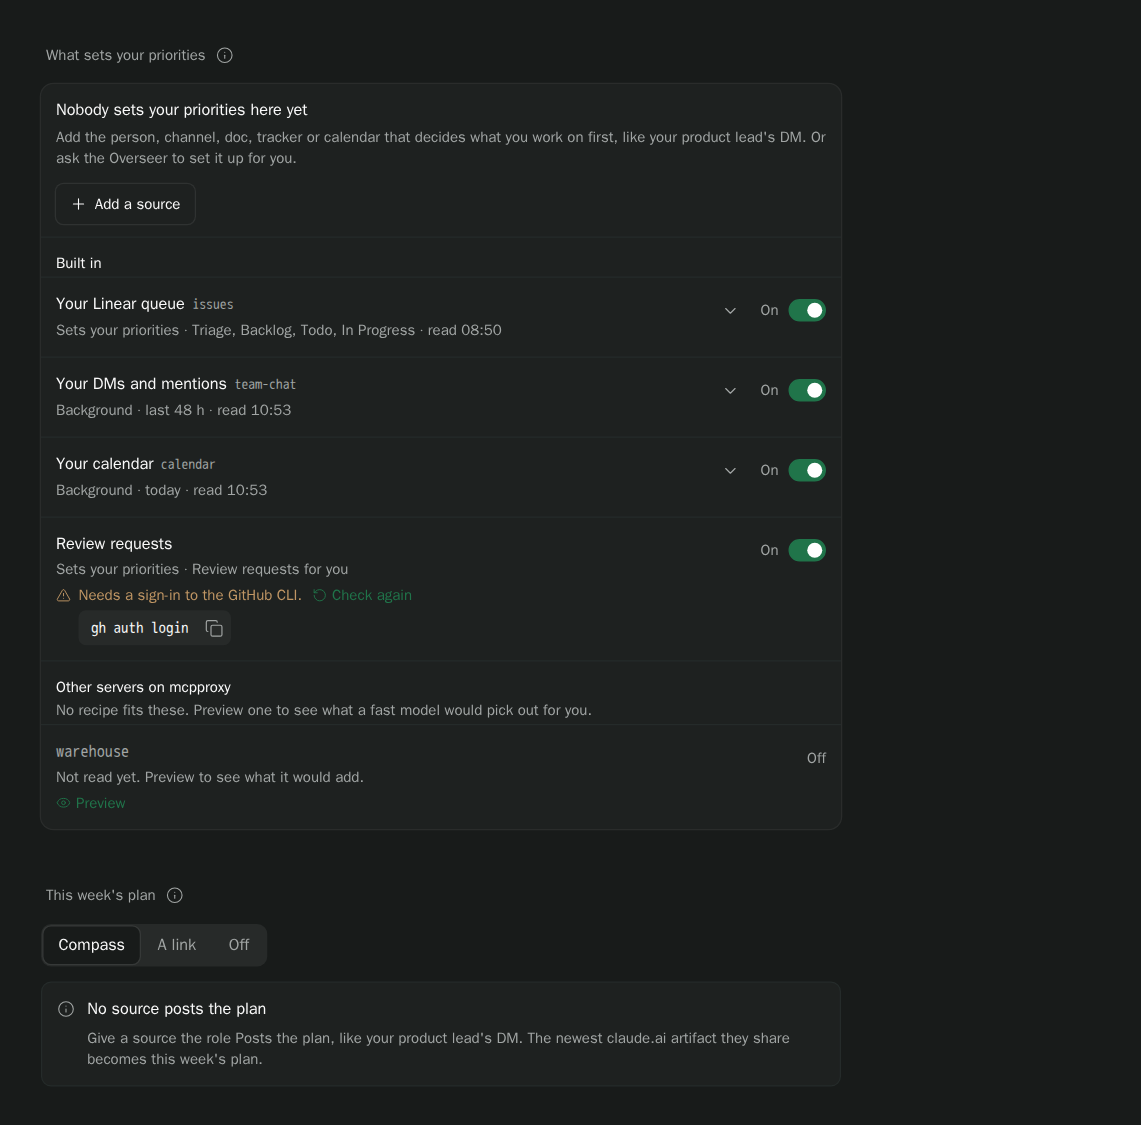 What sets your priorities
Nobody sets your priorities here yet
Add the person, channel, doc, tracker or calendar that decides what you work on first, like your product lead's DM. Or
ask the Overseer to set it up for you.
Add a source
Built in
Your Linear queue issues
On
Sets your priorities · Triage, Backlog, Todo, In Progress · read 08:50
Your DMs and mentions team-chat
On
Background · last 48 h · read 10:53
Your calendar calendar
On
Background · today · read 10:53
Review requests
On
Sets your priorities · Review requests for you
Needs a sign-in to the GitHub CLI. Check again
gh auth login
Other servers on mcpproxy
No recipe fits these. Preview one to see what a fast model would pick out for you.
warehouse
Off
Not read yet. Preview to see what it would add.
Preview
This week's plan
Compass A link Off
No source posts the plan
Give a source the role Posts the plan, like your product lead's DM. The newest claude.ai artifact they share
becomes this week's plan.